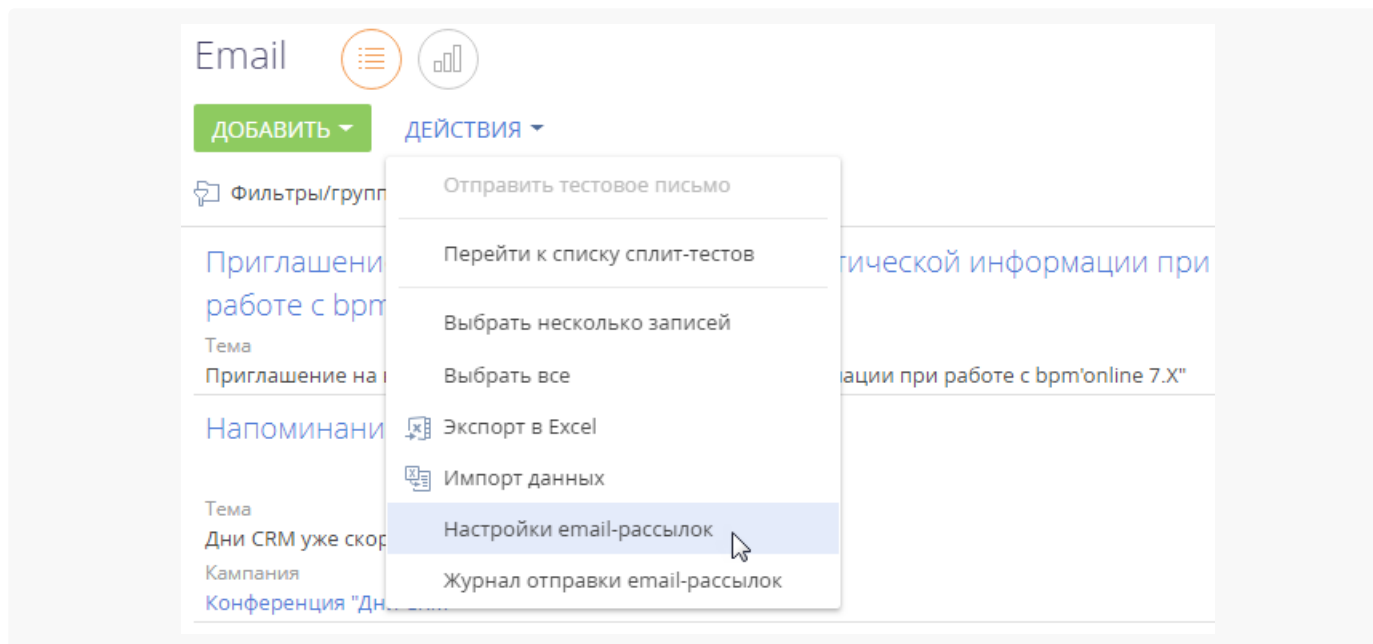 Email
ДОБАВИТЬ ДЕЙСТВИЯ
Отправить тестовое письмо
Фильтры/групп
Перейти к списку сплит-тестов
Приглашени тической информации при
работе с bpm
Выбрать несколько записей
Тема
Приглашение на ации при работе с bpm'online 7.X"
Выбрать все
Напоминани
Экспорт в Excel
Импорт данных
Тема
Дни CRM уже скор
Настройки email-рассылок
Кампания
Журнал отправки email-рассылок
Конференция